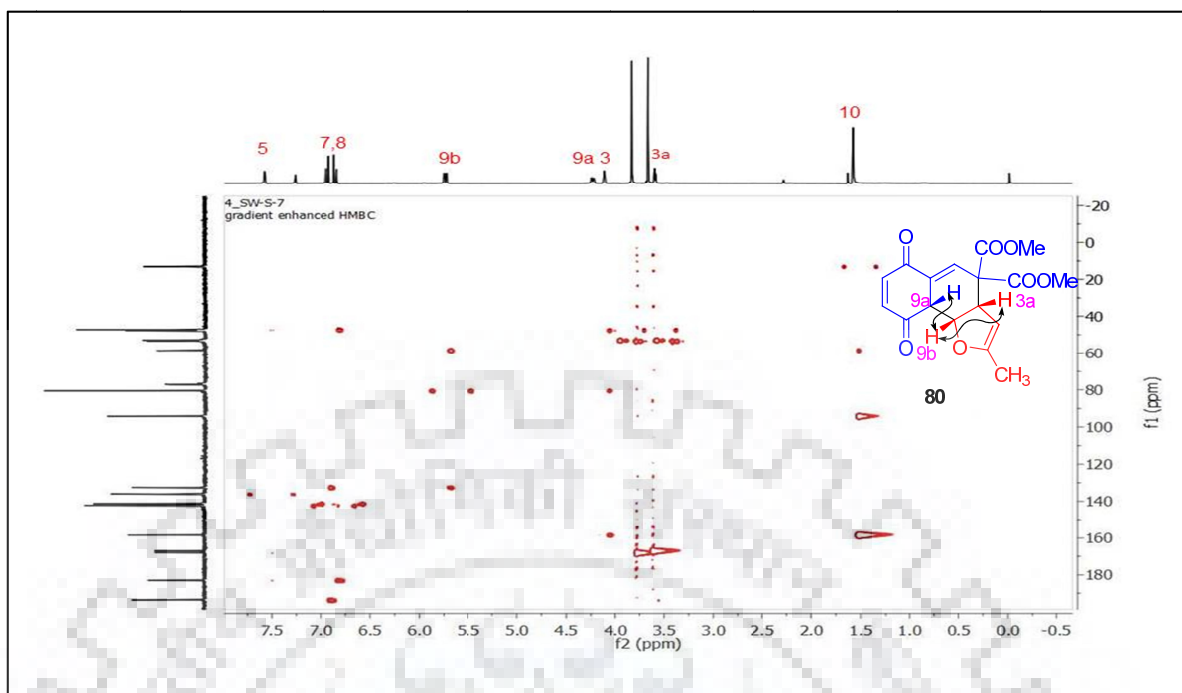 5
7,8
9b
9a 3
3a
10
4_SW-S-7
gradient enhanced HMBC
O
COOMe
COOMe
9a
H
H
3a
H
9b
O
O
CH3
80
-20
0
20
40
60
80
100
120
140
160
180
f1 (ppm)
7.5 7.0 6.5 6.0 5.5 5.0 4.5 4.0 3.5 3.0 2.5 2.0 1.5 1.0 0.5 0.0 -0.5
f2 (ppm)